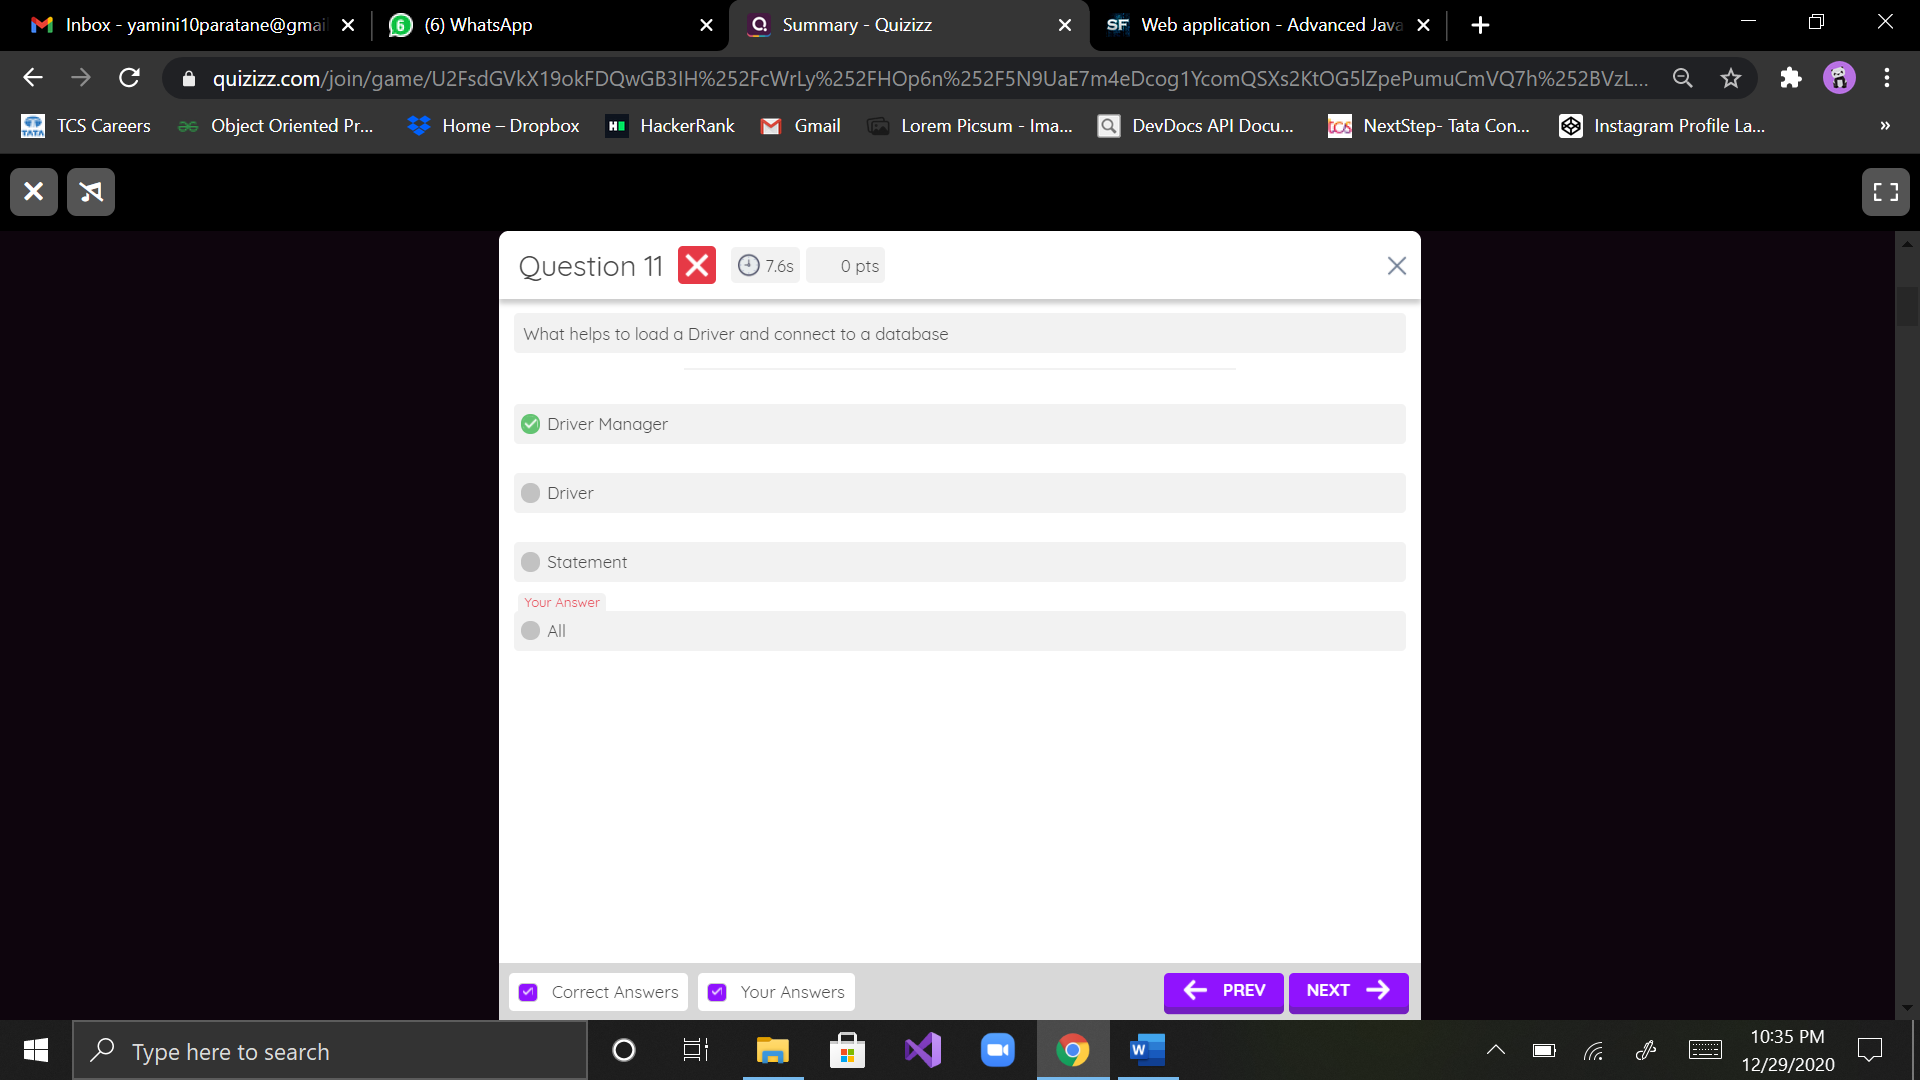 Inbox - yamini10paratane@gmai
6
(6) WhatsApp
Summary - Quizizz
SF
Web application - Advanced Java
quizizz.com/join/game/U2FsdGVkX19okFDQwGB3IH%252FcWrLy%252FHOp6n%252F5N9UaE7m4eDcog1YcomQSXs2KtOG5lZpePumuCmVQ7h%252BVzL...
TATA
TCS Careers
Object Oriented Pr...
Home – Dropbox
HackerRank
Gmail
Lorem Picsum - Ima...
DevDocs API Docu...
tcs
NextStep- Tata Con...
Instagram Profile La...
»
Question 11
7.6s
0 pts
What helps to load a Driver and connect to a database
Driver Manager
Driver
Statement
Your Answer
All
Correct Answers
Your Answers
PREV
NEXT
Type here to search
W
10:35 PM
12/29/2020